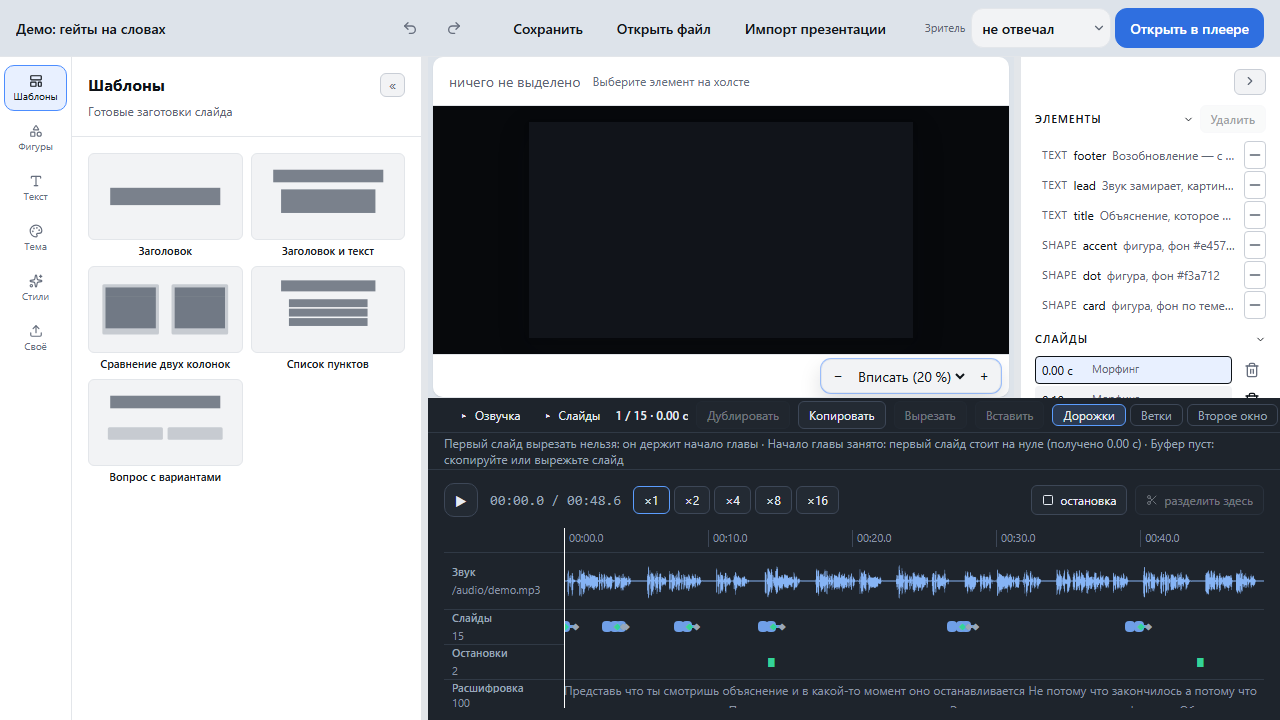 Демо: гейты на словах
Сохранить
Открыть файл
Импорт презентации
Зритель
не отвечал
Открыть в плеере
Шаблоны
Фигуры
Текст
Тема
Стили
Своё
Шаблоны
«
Готовые заготовки слайда
Заголовок
Заголовок и текст
Сравнение двух колонок
Список пунктов
Вопрос с вариантами
ничего не выделено
Выберите элемент на холсте
− Вписать (20 %) +
ЭЛЕМЕНТЫ
Удалить
TEXT footer Возобновление — с ...
TEXT lead Звук замирает, картин...
TEXT title Объяснение, которое ...
SHAPE accent фигура, фон #e457...
SHAPE dot фигура, фон #f3a712
SHAPE card фигура, фон по теме...
СЛАЙДЫ
0.00 с Морфинг
Озвучка
Слайды
1 / 15 · 0.00 с
Дублировать
Копировать
Вырезать
Вставить
Дорожки
Ветки
Второе окно
Первый слайд вырезать нельзя: он держит начало главы · Начало главы занято: первый слайд стоит на нуле (получено 0.00 с) · Буфер пуст:
скопируйте или вырежьте слайд
00:00.0 / 00:48.6
×1
×2
×4
×8
×16
остановка
разделить здесь
00:00.0
00:10.0
00:20.0
00:30.0
00:40.0
Звук
/audio/demo.mp3
Слайды
15
Остановки
2
Расшифровка
100
Представь что ты смотришь объяснение и в какой-то момент оно останавливается Не потому что закончилось а потому что